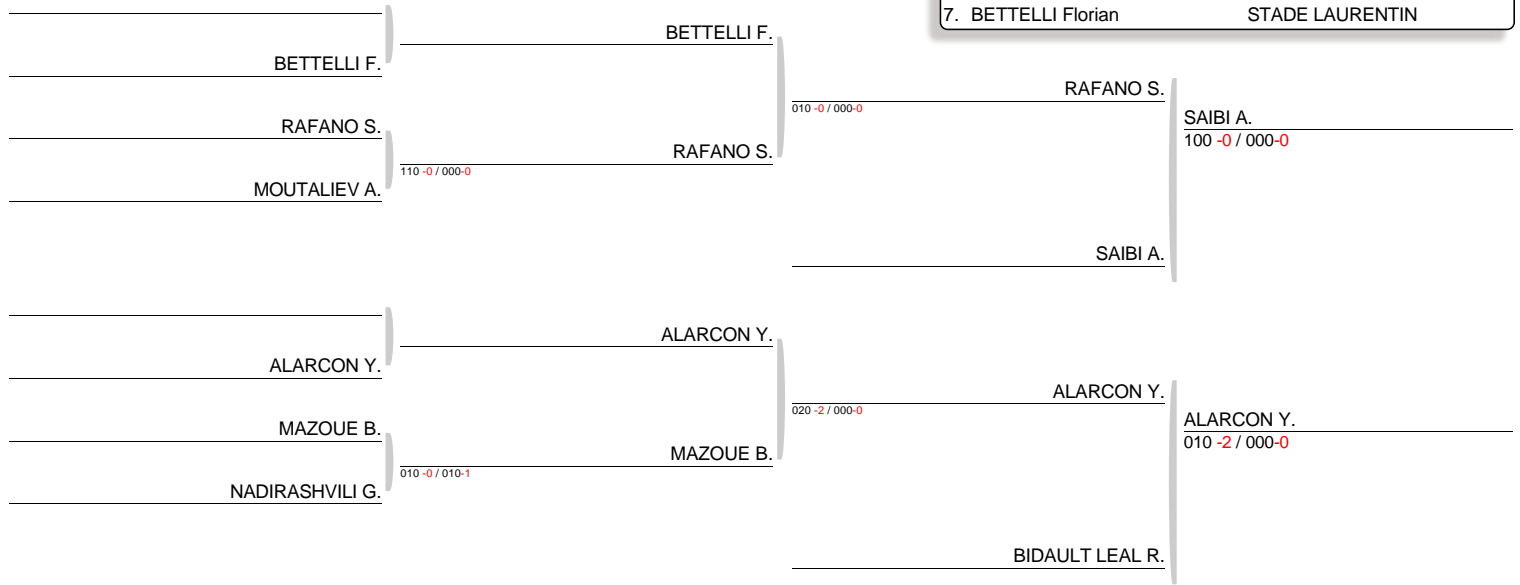 7. BETTELLI Florian STADE LAURENTIN
BETTELLI F.
BETTELLI F.
RAFANO S.
010 -0 / 000-0
SAIBI A.
100 -0 / 000-0
RAFANO S.
RAFANO S.
110 -0 / 000-0
MOUTALIEV A.
SAIBI A.
ALARCON Y.
ALARCON Y.
ALARCON Y.
020 -2 / 000-0
ALARCON Y.
010 -2 / 000-0
MAZOUE B.
MAZOUE B.
010 -0 / 010-1
NADIRASHVILI G.
BIDAULT LEAL R.